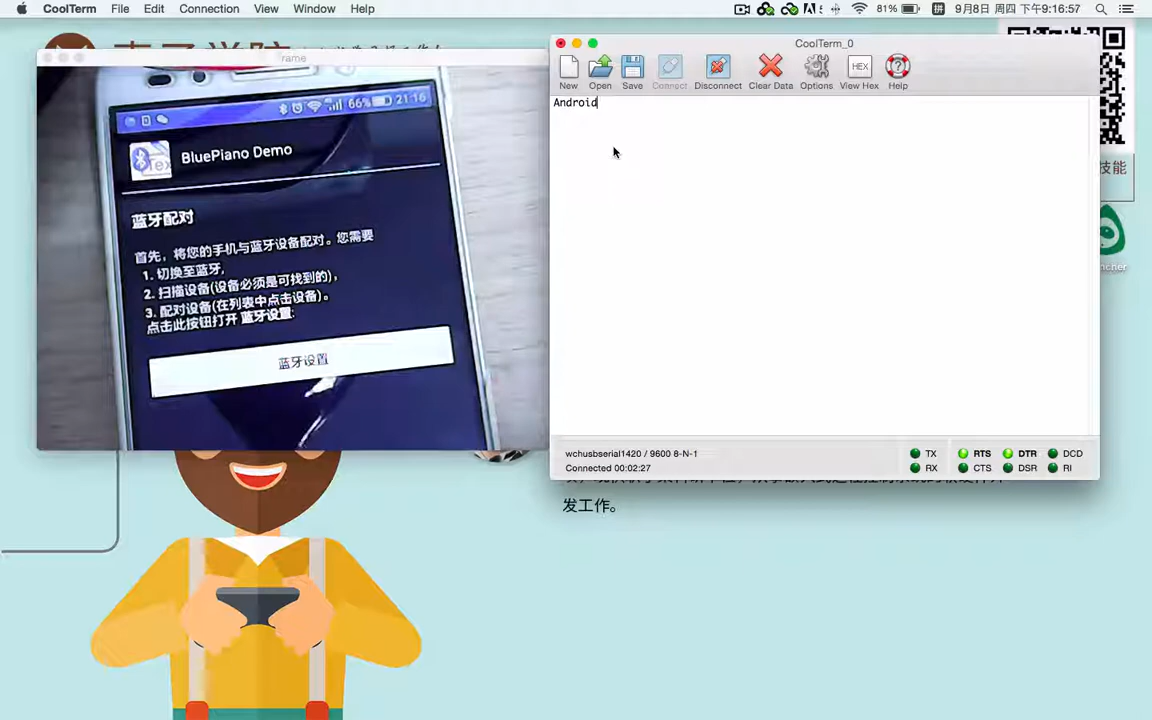 CoolTerm File Edit Connection View Window Help
81% 9月8日 周四 下午9:16:57
rame
66% 21:16
BluePiano Demo
蓝牙配对
首先，将您的手机与蓝牙设备配对。您需要
1. 切换至蓝牙,
2. 扫描设备(设备必须是可找到的)，
3. 配对设备(在列表中点击设备)。
点击此按钮打开 蓝牙设置:
蓝牙设置
CoolTerm_0
New Open Save Connect Disconnect Clear Data Options View Hex Help
HEX
Android
wchusbserial1420 / 9600 8-N-1
Connected 00:02:27
TX RTS DTR DCD
RX CTS DSR RI
技能
ncher
发工作。